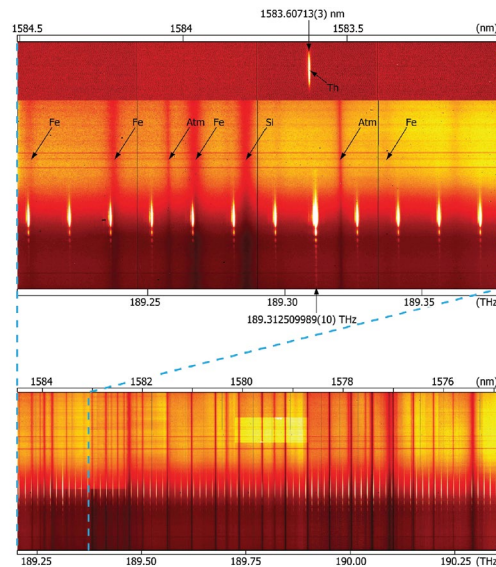 1583.60713(3) nm
1584.5 1584 1583.5 (nm)
Th
Fe Fe Atm Fe Si Atm Fe
189.25 189.30 189.35 (THz)
189.312509989(10) THz
1584 1582 1580 1578 1576 (nm)
189.25 189.50 189.75 190.00 190.25 (THz)